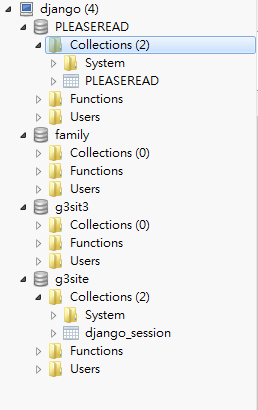 django (4)
PLEASEREAD
Collections (2)
System
PLEASEREAD
Functions
Users
family
Collections (0)
Functions
Users
g3sit3
Collections (0)
Functions
Users
g3site
Collections (2)
System
django_session
Functions
Users